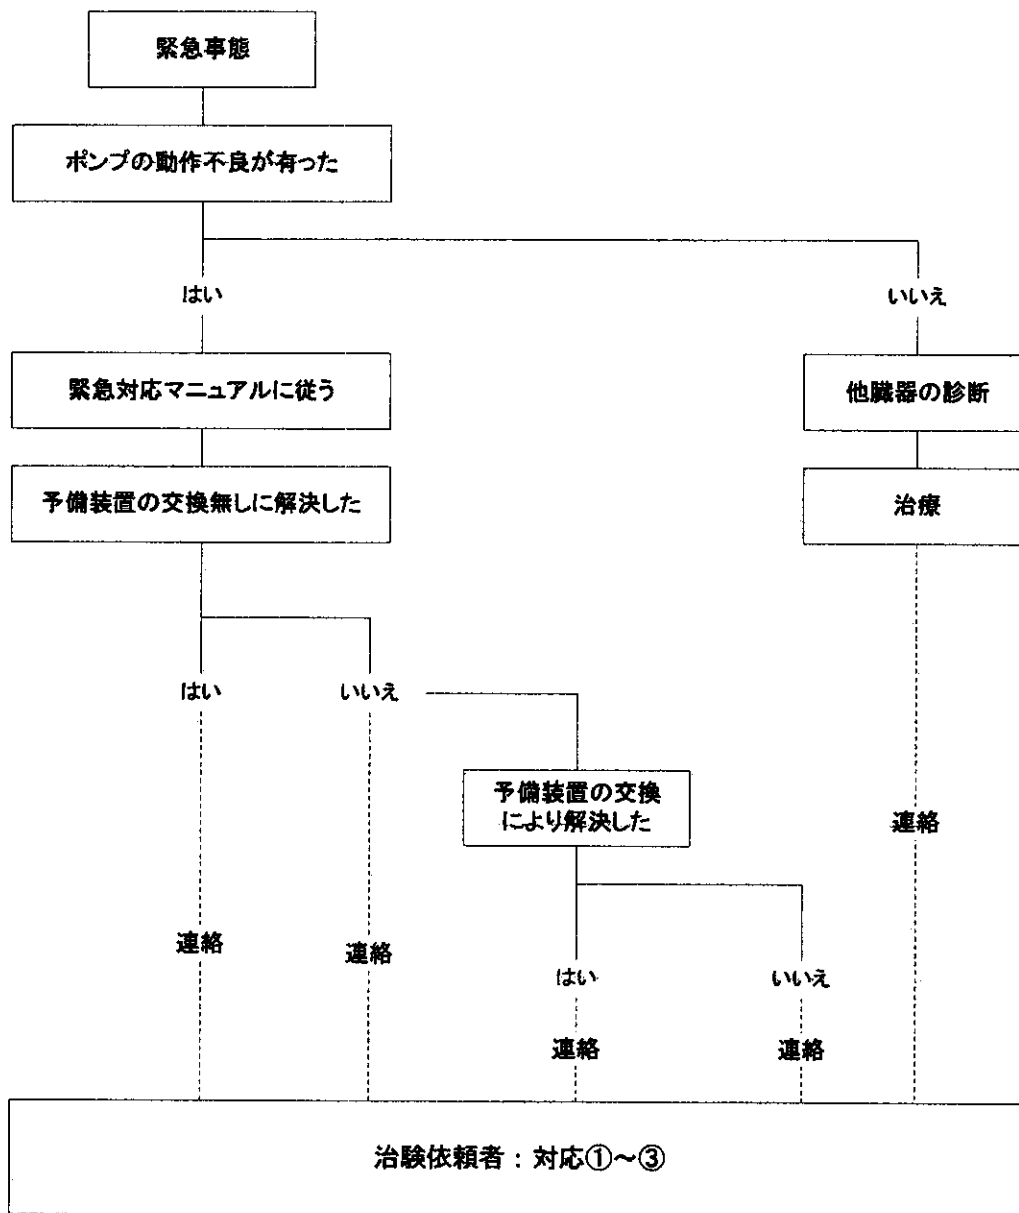 緊急事態
ポンプの動作不良が有った
はい
いいえ
緊急対応マニュアルに従う
他臓器の診断
予備装置の交換無しに解決した
治療
はい
いいえ
予備装置の交換
により解決した
連絡
連絡
連絡
はい
いいえ
連絡
連絡
治験依頼者：対応①～③